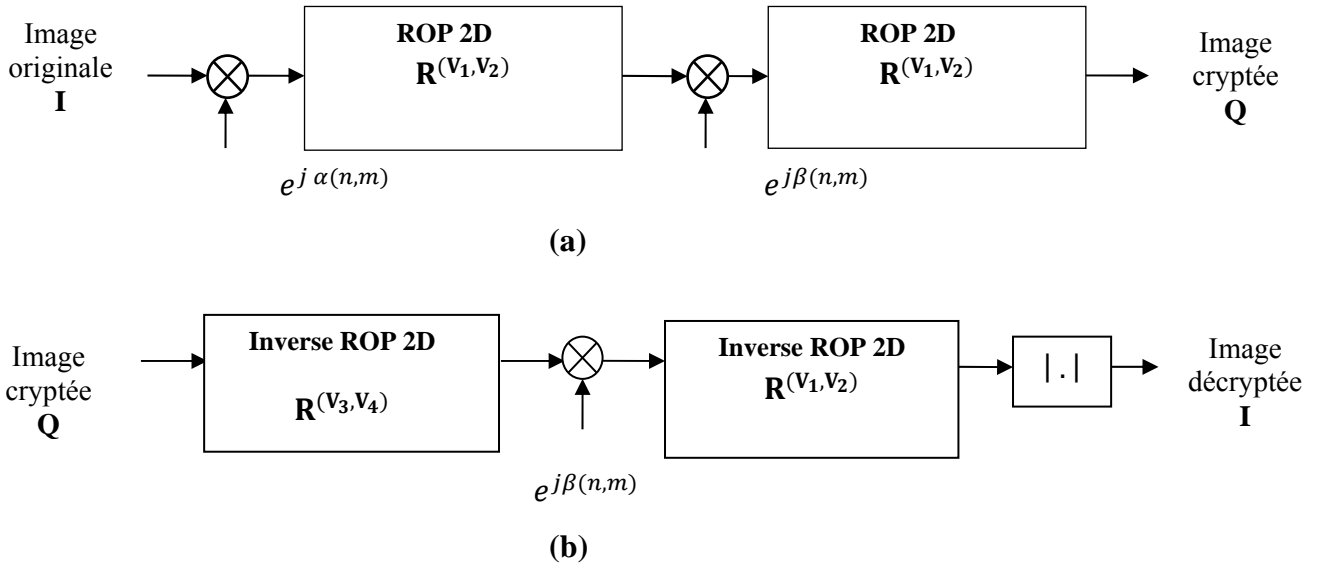 Image
originale
I
ROP 2D
R^(V₁,V₂)
ROP 2D
R^(V₁,V₂)
Image
cryptée
Q
e^{j α(n,m)}
e^{jβ(n,m)}
(a)
Image
cryptée
Q
Inverse ROP 2D
R^(V₃,V₄)
Inverse ROP 2D
R^(V₁,V₂)
|.|
Image
décryptée
I
e^{jβ(n,m)}
(b)